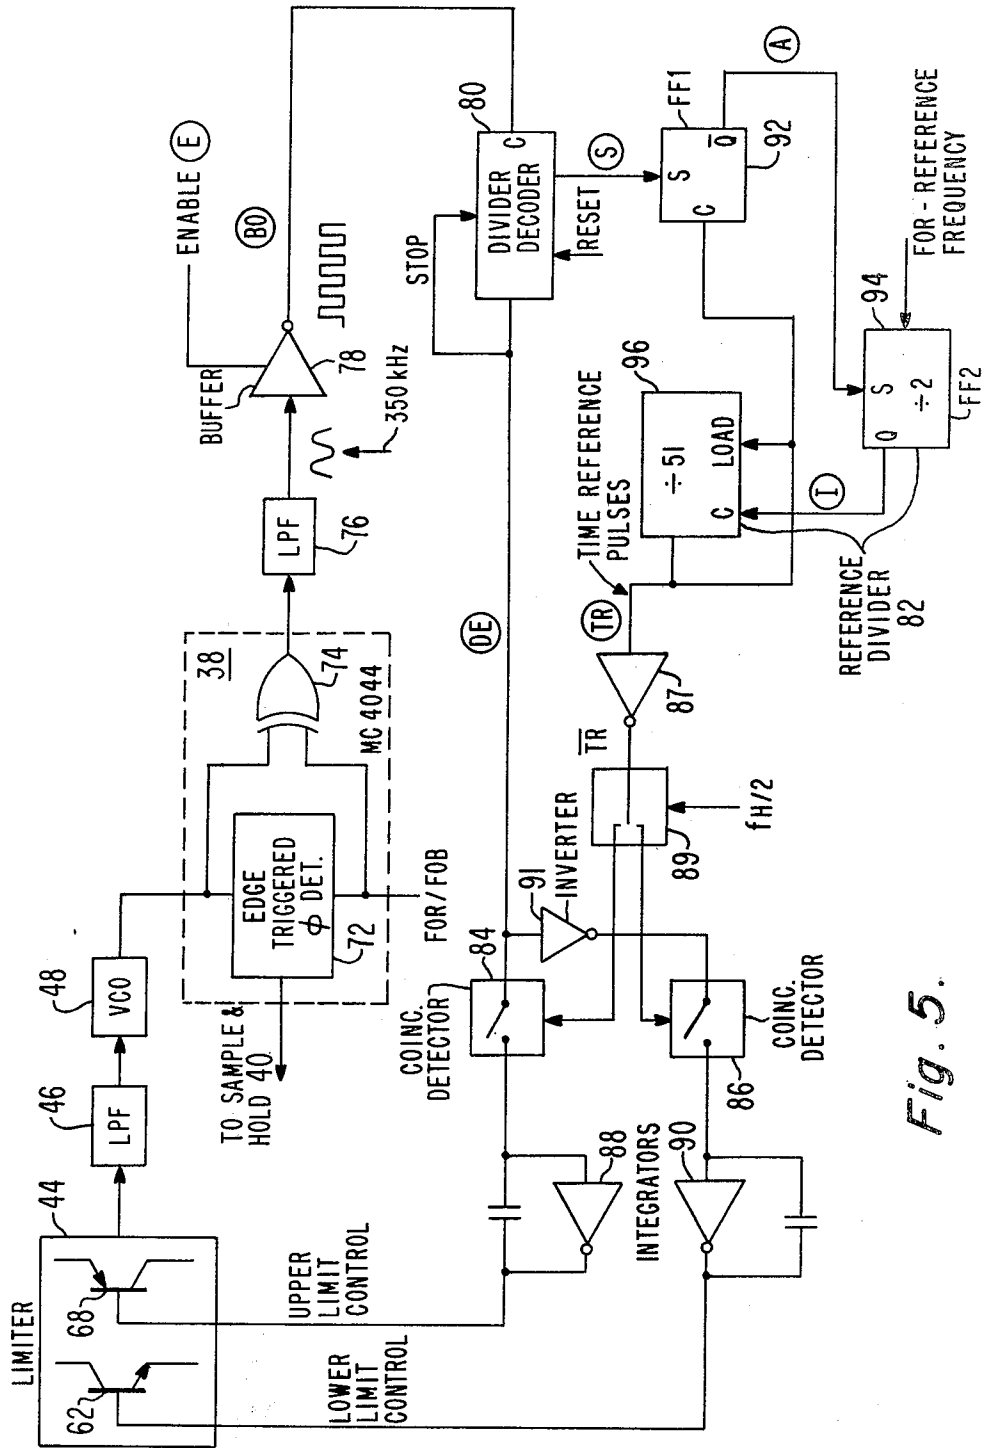 LIMITER
44
68
62
LPF
46
VCO
48
UPPER
LIMIT
CONTROL
LOWER
LIMIT
CONTROL
TO SAMPLE &
HOLD 40
EDGE
TRIGGERED
φ DET.
72
FOR/FOB
38
74
MC4044
LPF
76
350 kHz
BUFFER
78
ENABLE
E
BO
STOP
DIVIDER
DECODER
C
80
RESET
S
DE
COINC.
DETECTOR
84
91
INVERTER
COINC.
DETECTOR
86
INTEGRATORS
88
90
89
fH/2
TR
87
TR
TIME REFERENCE
PULSES
÷51
C
LOAD
96
REFERENCE
DIVIDER
82
I
S
C
Q
FF1
92
A
Q
S
÷2
FF2
94
FOR-REFERENCE
FREQUENCY
Fig. 5.